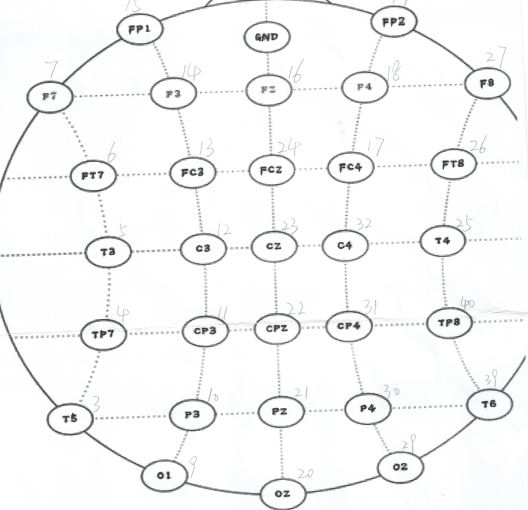 15
FP1 GND FP2
7 14 16 18 27
F7 F3 FZ F4 F8
6 13 24 17 26
FT7 FC3 FCZ FC4 FT8
5 12 23 32 25
T3 C3 CZ C4 T4
4 11 22 31 40
TP7 CP3 CPZ CP4 TP8
3 10 21 30 39
T5 P3 PZ P4 T6
9 20 29
O1 OZ O2